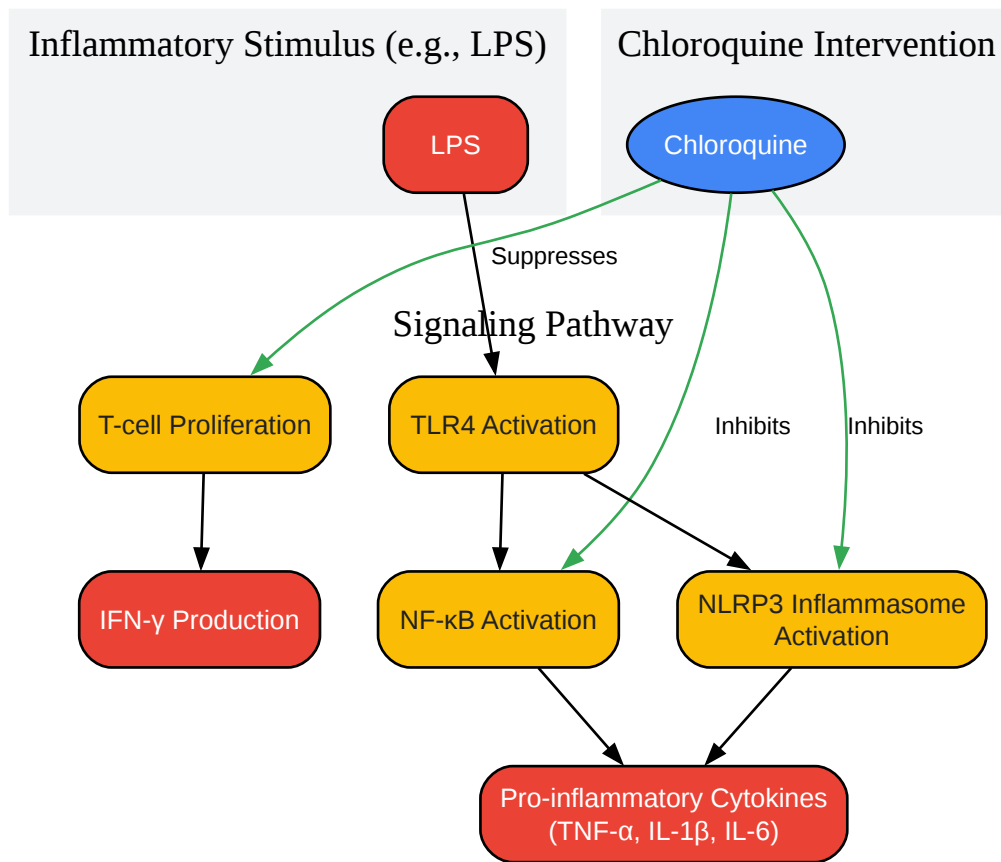 Inflammatory Stimulus (e.g., LPS)
Chloroquine Intervention
LPS
Chloroquine
Suppresses
Signaling Pathway
T-cell Proliferation
TLR4 Activation
Inhibits
Inhibits
IFN-γ Production
NF-κB Activation
NLRP3 Inflammasome
Activation
Pro-inflammatory Cytokines
(TNF-α, IL-1β, IL-6)